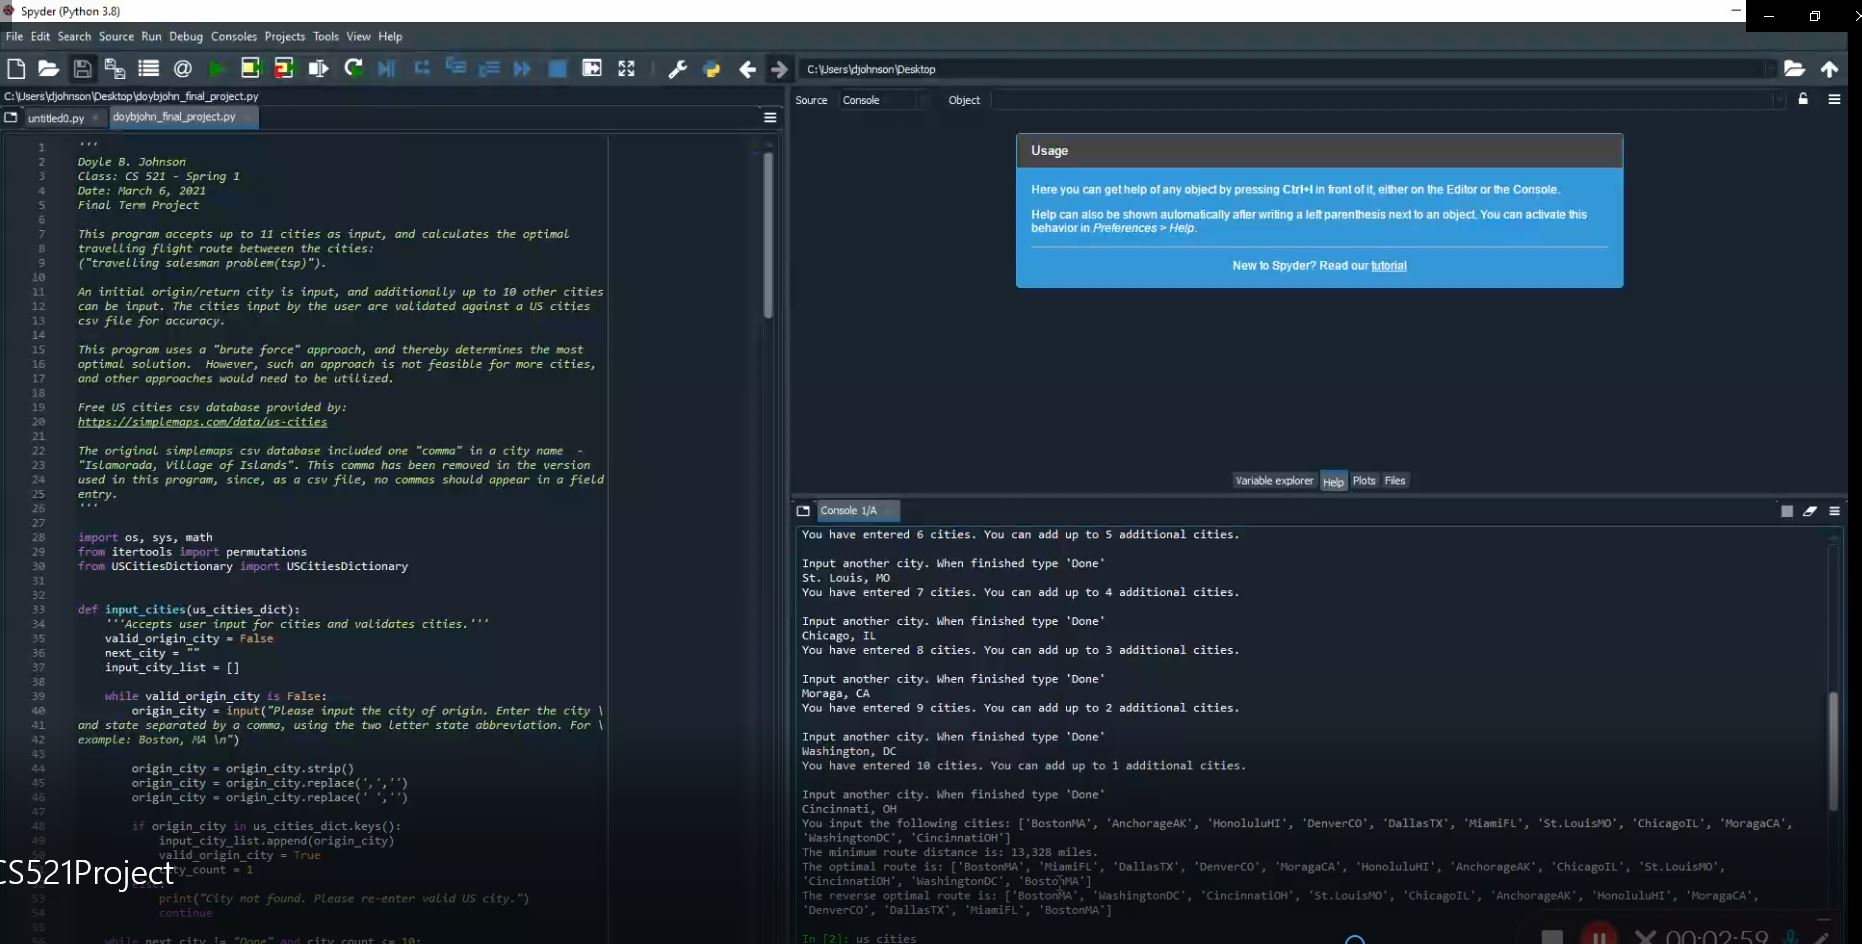 Spyder (Python 3.8)
File Edit Search Source Run Debug Consoles Projects Tools View Help
C:\Users\djohnson\Desktop
C:\Users\djohnson\Desktop\doybjohn_final_project.py
untitled0.py doybjohn_final_project.py
1 '''
2 Doyle B. Johnson
3 Class: CS 521 - Spring 1
4 Date: March 6, 2021
5 Final Term Project
6
7 This program accepts up to 11 cities as input, and calculates the optimal
8 travelling flight route betweeen the cities:
9 ("travelling salesman problem(tsp)").
10
11 An initial origin/return city is input, and additionally up to 10 other cities
12 can be input. The cities input by the user are validated against a US cities
13 csv file for accuracy.
14
15 This program uses a "brute force" approach, and thereby determines the most
16 optimal solution. However, such an approach is not feasible for more cities,
17 and other approaches would need to be utilized.
18
19 Free US cities csv database provided by:
20 https://simplemaps.com/data/us-cities
21
22 The original simplemaps csv database included one "comma" in a city name -
23 "Islamorada, Village of Islands". This comma has been removed in the version
24 used in this program, since, as a csv file, no commas should appear in a field
25 entry.
26 '''
27
28 import os, sys, math
29 from itertools import permutations
30 from USCitiesDictionary import USCitiesDictionary
31
32
33 def input_cities(us_cities_dict):
34 '''Accepts user input for cities and validates cities.'''
35 valid_origin_city = False
36 next_city = ""
37 input_city_list = []
38
39 while valid_origin_city is False:
40 origin_city = input("Please input the city of origin. Enter the city \
41 and state separated by a comma, using the two letter state abbreviation. For \
42 example: Boston, MA \n")
43
44 origin_city = origin_city.strip()
45 origin_city = origin_city.replace(',','')
46 origin_city = origin_city.replace(' ','')
47
48 if origin_city in us_cities_dict.keys():
49 input_city_list.append(origin_city)
50 valid_origin_city = True
city_count = 1
CS521Project
52 else:
53 print("City not found. Please re-enter valid US city.")
54 continue
55
56 while next_city != "Done" and city_count <= 10:
Source Console Object
Usage
Here you can get help of any object by pressing Ctrl+I in front of it, either on the Editor or the Console.
Help can also be shown automatically after writing a left parenthesis next to an object. You can activate this
behavior in Preferences > Help.
New to Spyder? Read our tutorial
Variable explorer Help Plots Files
Console 1/A
You have entered 6 cities. You can add up to 5 additional cities.
Input another city. When finished type 'Done'
St. Louis, MO
You have entered 7 cities. You can add up to 4 additional cities.
Input another city. When finished type 'Done'
Chicago, IL
You have entered 8 cities. You can add up to 3 additional cities.
Input another city. When finished type 'Done'
Moraga, CA
You have entered 9 cities. You can add up to 2 additional cities.
Input another city. When finished type 'Done'
Washington, DC
You have entered 10 cities. You can add up to 1 additional cities.
Input another city. When finished type 'Done'
Cincinnati, OH
You input the following cities: ['BostonMA', 'AnchorageAK', 'HonoluluHI', 'DenverCO', 'DallasTX', 'MiamiFL', 'St.LouisMO', 'ChicagoIL', 'MoragaCA',
'WashingtonDC', 'CincinnatiOH']
The minimum route distance is: 13,328 miles.
The optimal route is: ['BostonMA', 'MiamiFL', 'DallasTX', 'DenverCO', 'MoragaCA', 'HonoluluHI', 'AnchorageAK', 'ChicagoIL', 'St.LouisMO',
'CincinnatiOH', 'WashingtonDC', 'BostonMA']
The reverse optimal route is: ['BostonMA', 'WashingtonDC', 'CincinnatiOH', 'St.LouisMO', 'ChicagoIL', 'AnchorageAK', 'HonoluluHI', 'MoragaCA',
'DenverCO', 'DallasTX', 'MiamiFL', 'BostonMA']
In [2]: us cities
00:02:59